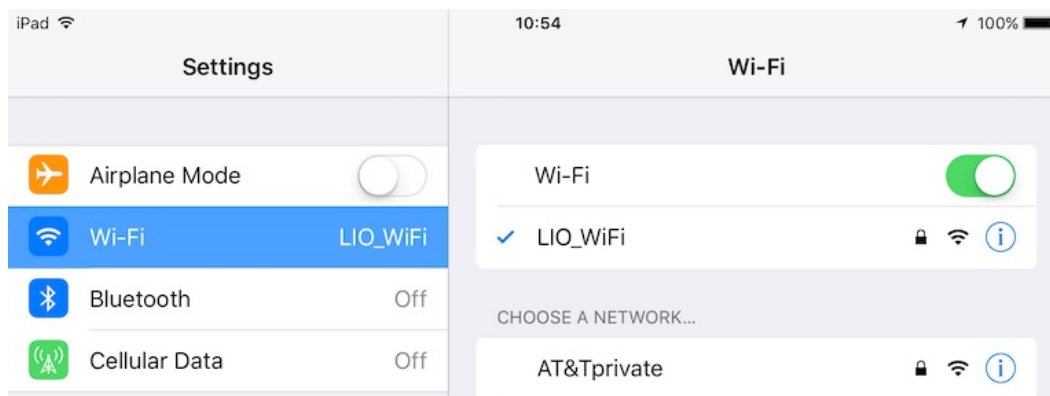 iPad
10:54
100%
Settings
Wi-Fi
Airplane Mode
Wi-Fi LIO_WiFi
Bluetooth Off
Cellular Data Off
Wi-Fi
LIO_WiFi
CHOOSE A NETWORK...
AT&Tprivate